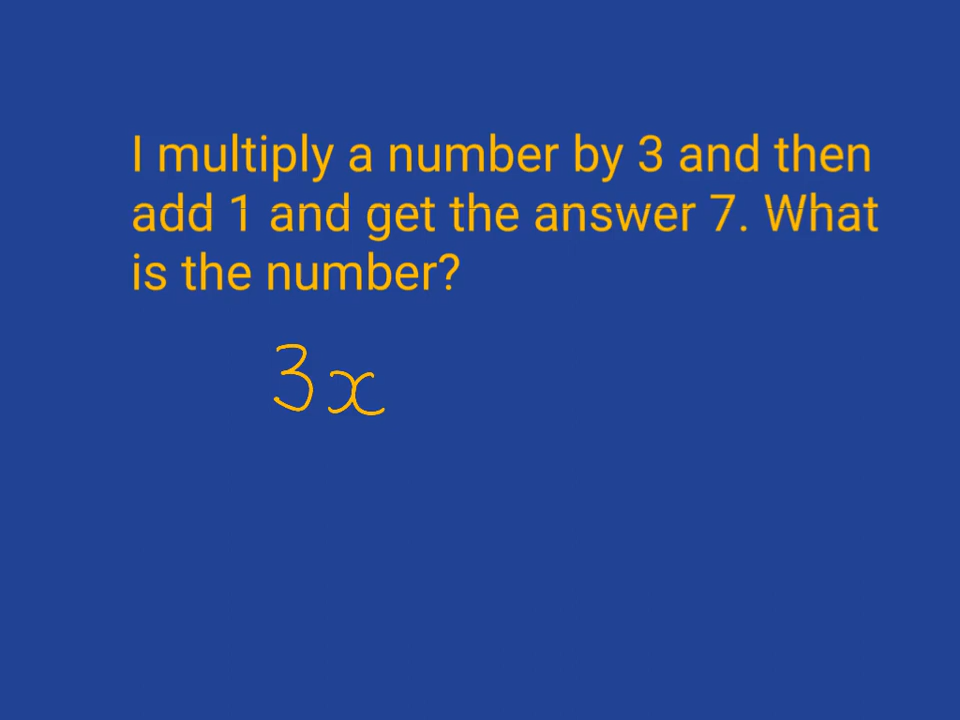 I multiply a number by 3 and then
add 1 and get the answer 7. What
is the number?
3x